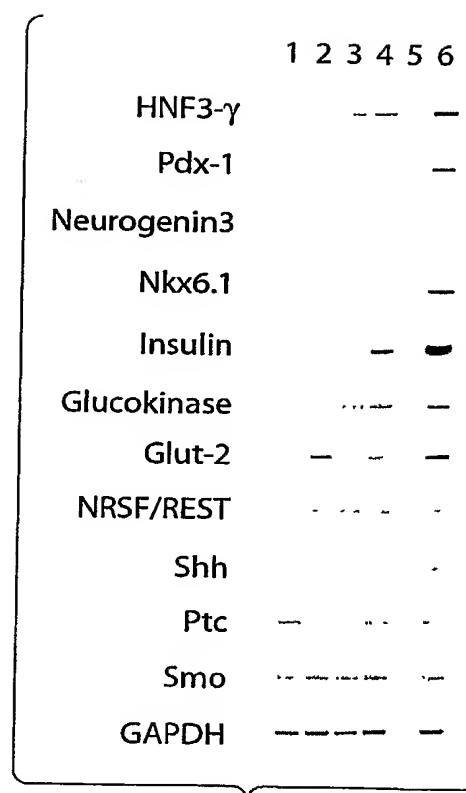 1 2 3 4 5 6
HNF3-γ
Pdx-1
Neurogenin3
Nkx6.1
Insulin
Glucokinase
Glut-2
NRSF/REST
Shh
Ptc
Smo
GAPDH